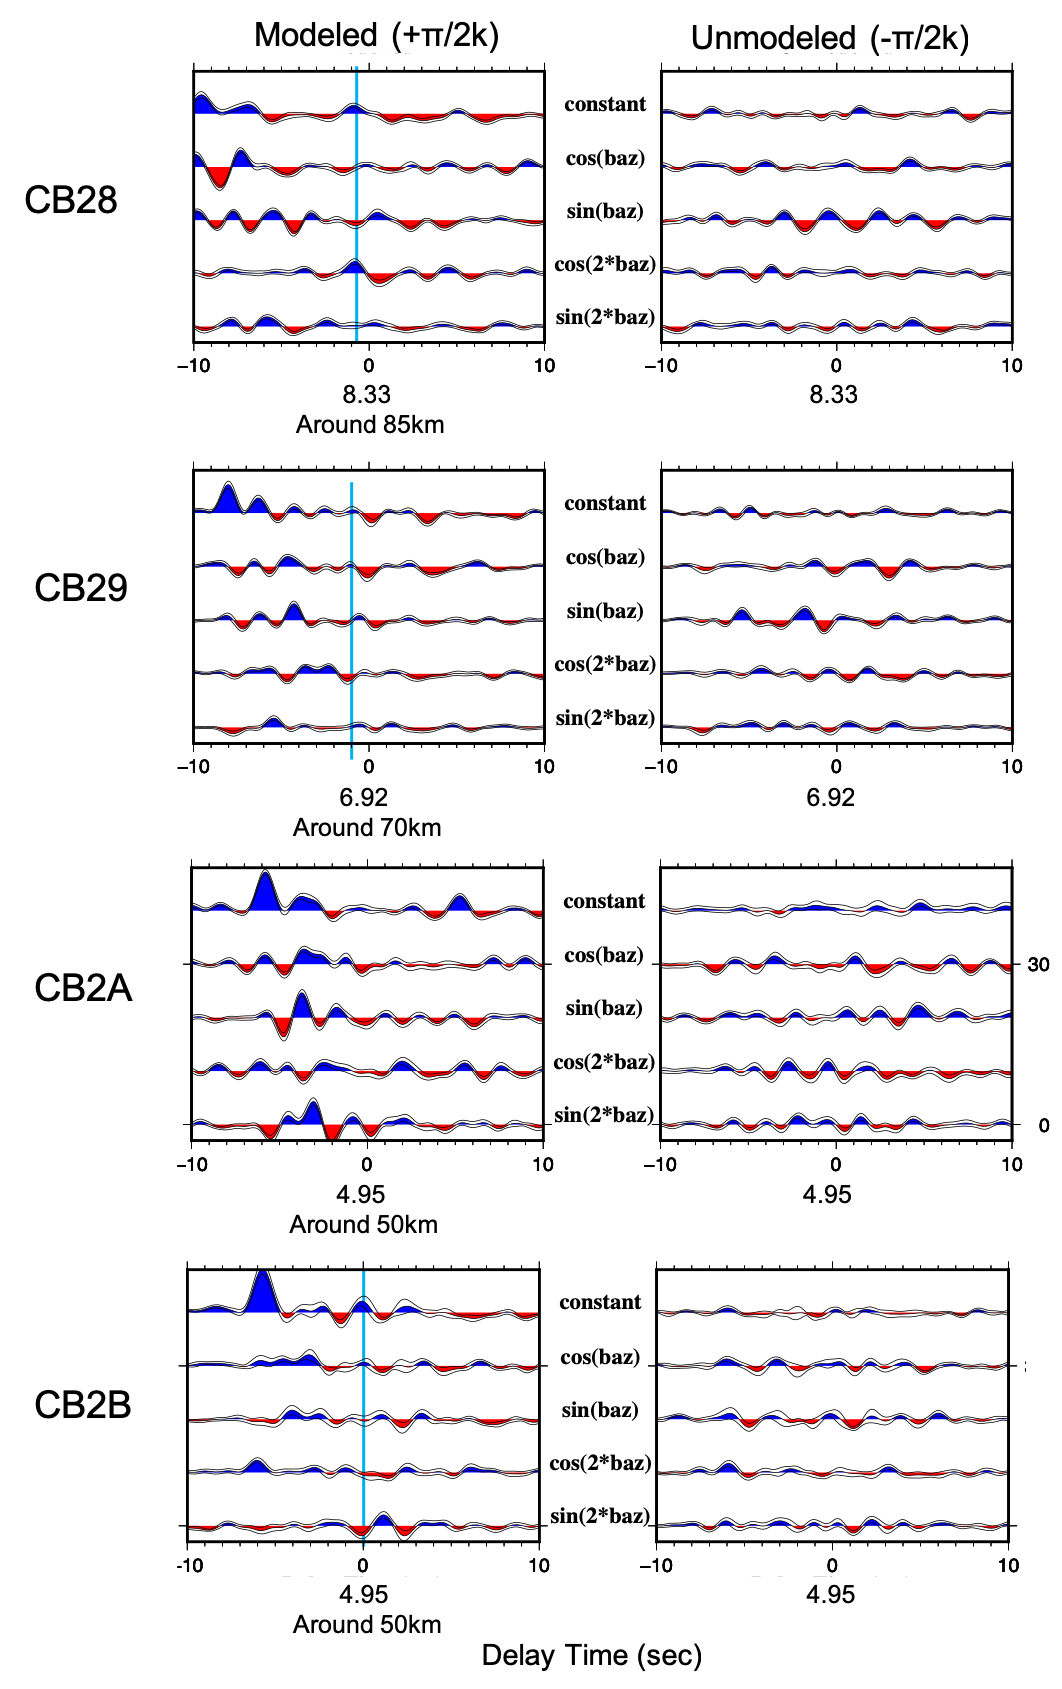 Modeled (+π/2k)
Unmodeled (-π/2k)
CB28
constant
cos(baz)
sin(baz)
cos(2*baz)
sin(2*baz)
−10 0 10
−10 0 10
8.33
8.33
Around 85km
CB29
constant
cos(baz)
sin(baz)
cos(2*baz)
sin(2*baz)
−10 0 10
−10 0 10
6.92
6.92
Around 70km
CB2A
constant
cos(baz)
30
sin(baz)
cos(2*baz)
sin(2*baz)
0
−10 0 10
−10 0 10
4.95
4.95
Around 50km
CB2B
constant
cos(baz)
sin(baz)
cos(2*baz)
sin(2*baz)
-10 0 10
−10 0 10
4.95
4.95
Around 50km
Delay Time (sec)